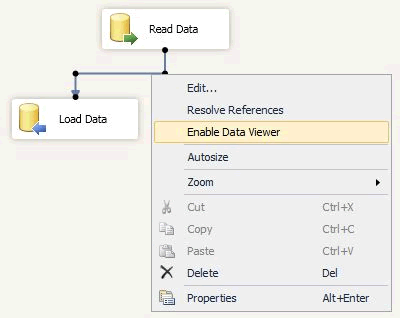 Read Data
Load Data
Edit...
Resolve References
Enable Data Viewer
Autosize
Zoom
Cut Ctrl+X
Copy Ctrl+C
Paste Ctrl+V
Delete Del
Properties Alt+Enter